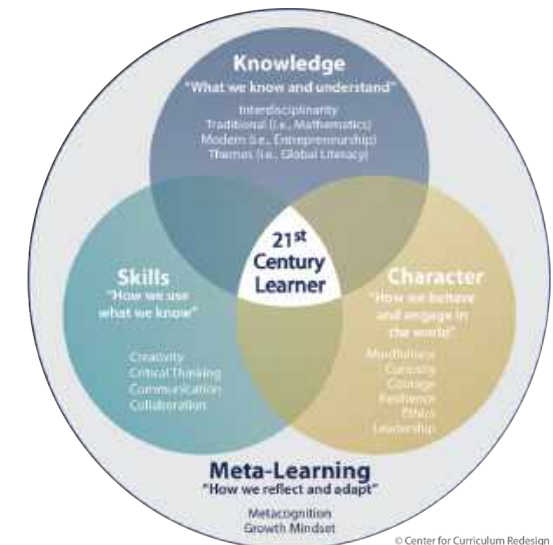 Knowledge
"What we know and understand"
Interdisciplinarity
Traditional (i.e., Mathematics)
Modern (i.e., Entrepreneurship)
Themes (i.e., Global Literacy)
21st
Century
Learner
Skills
"How we use
what we know"
Creativity
Critical Thinking
Communication
Collaboration
Character
"How we behave
and engage in
the world"
Mindfulness
Curiosity
Courage
Resilience
Ethics
Leadership
Meta-Learning
"How we reflect and adapt"
Metacognition
Growth Mindset
© Center for Curriculum Redesign